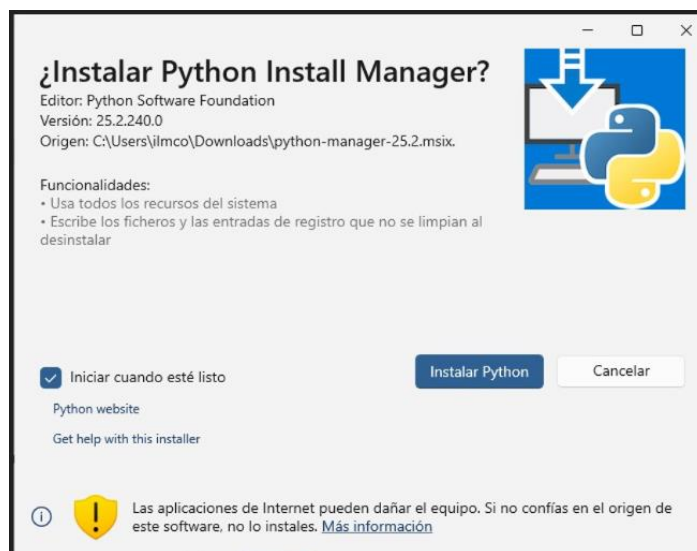 ¿Instalar Python Install Manager?
Editor: Python Software Foundation
Versión: 25.2.240.0
Origen: C:\Users\ilmco\Downloads\python-manager-25.2.msix.
Funcionalidades:
• Usa todos los recursos del sistema
• Escribe los ficheros y las entradas de registro que no se limpian al
desinstalar
Iniciar cuando esté listo
Instalar Python
Cancelar
Python website
Get help with this installer
Las aplicaciones de Internet pueden dañar el equipo. Si no confías en el origen de
este software, no lo instales. Más información